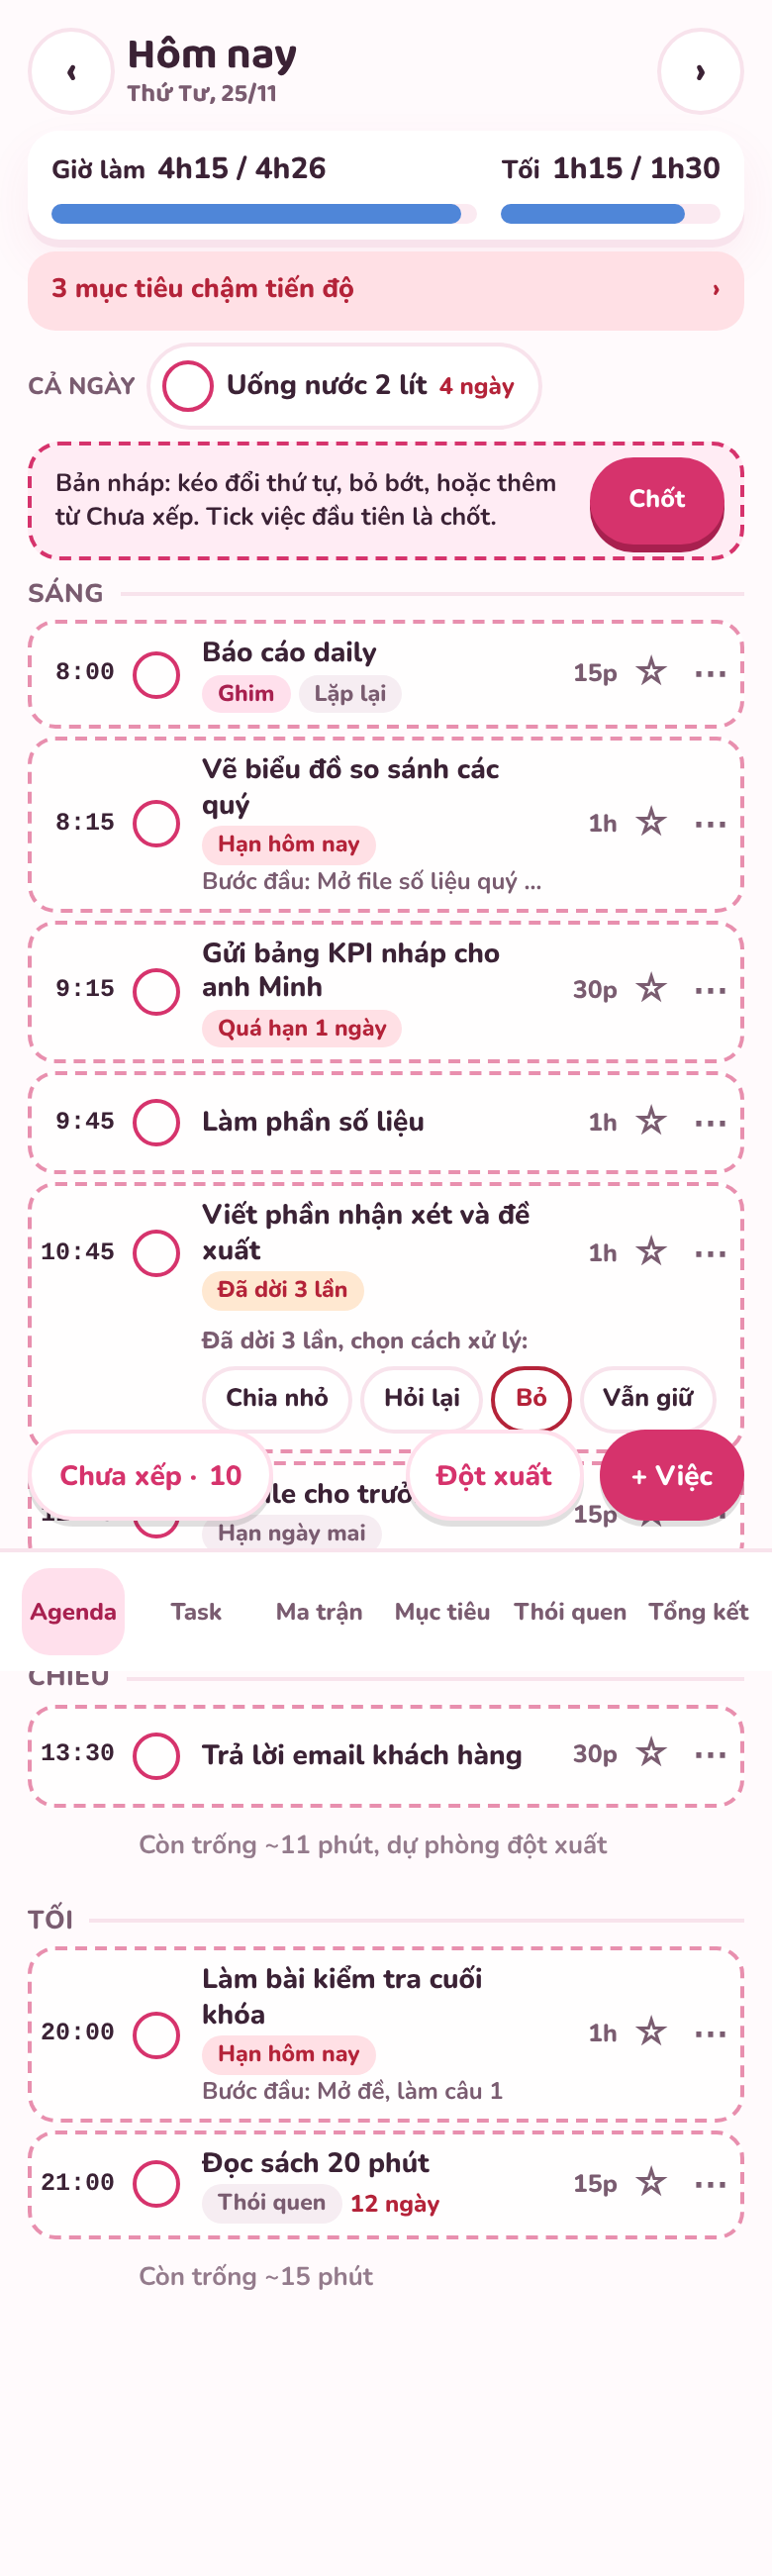 ‹
Hôm nay
Thứ Tư, 25/11
›
Giờ làm 4h15 / 4h26
Tối 1h15 / 1h30
3 mục tiêu chậm tiến độ ›
CẢ NGÀY
Uống nước 2 lít 4 ngày
Bản nháp: kéo đổi thứ tự, bỏ bớt, hoặc thêm
từ Chưa xếp. Tick việc đầu tiên là chốt.
Chốt
SÁNG
8:00 Báo cáo daily 15p ☆ ...
Ghim Lặp lại
Vẽ biểu đồ so sánh các
quý
8:15 1h ☆ ...
Hạn hôm nay
Bước đầu: Mở file số liệu quý ...
Gửi bảng KPI nháp cho
anh Minh
9:15 30p ☆ ...
Quá hạn 1 ngày
9:45 Làm phần số liệu 1h ☆ ...
Viết phần nhận xét và đề
xuất
10:45 1h ☆ ...
Đã dời 3 lần
Đã dời 3 lần, chọn cách xử lý:
Chia nhỏ Hỏi lại Bỏ Vẫn giữ
Chưa xếp · 10
Đột xuất
+ Việc
cho
15p
Hạn ngày mai
Agenda Task Ma trận Mục tiêu Thói quen Tổng kết
CHIỀU
13:30 Trả lời email khách hàng 30p ☆ ...
Còn trống ~11 phút, dự phòng đột xuất
TỐI
Làm bài kiểm tra cuối
khóa
20:00 1h ☆ ...
Hạn hôm nay
Bước đầu: Mở đề, làm câu 1
21:00 Đọc sách 20 phút 15p ☆ ...
Thói quen 12 ngày
Còn trống ~15 phút